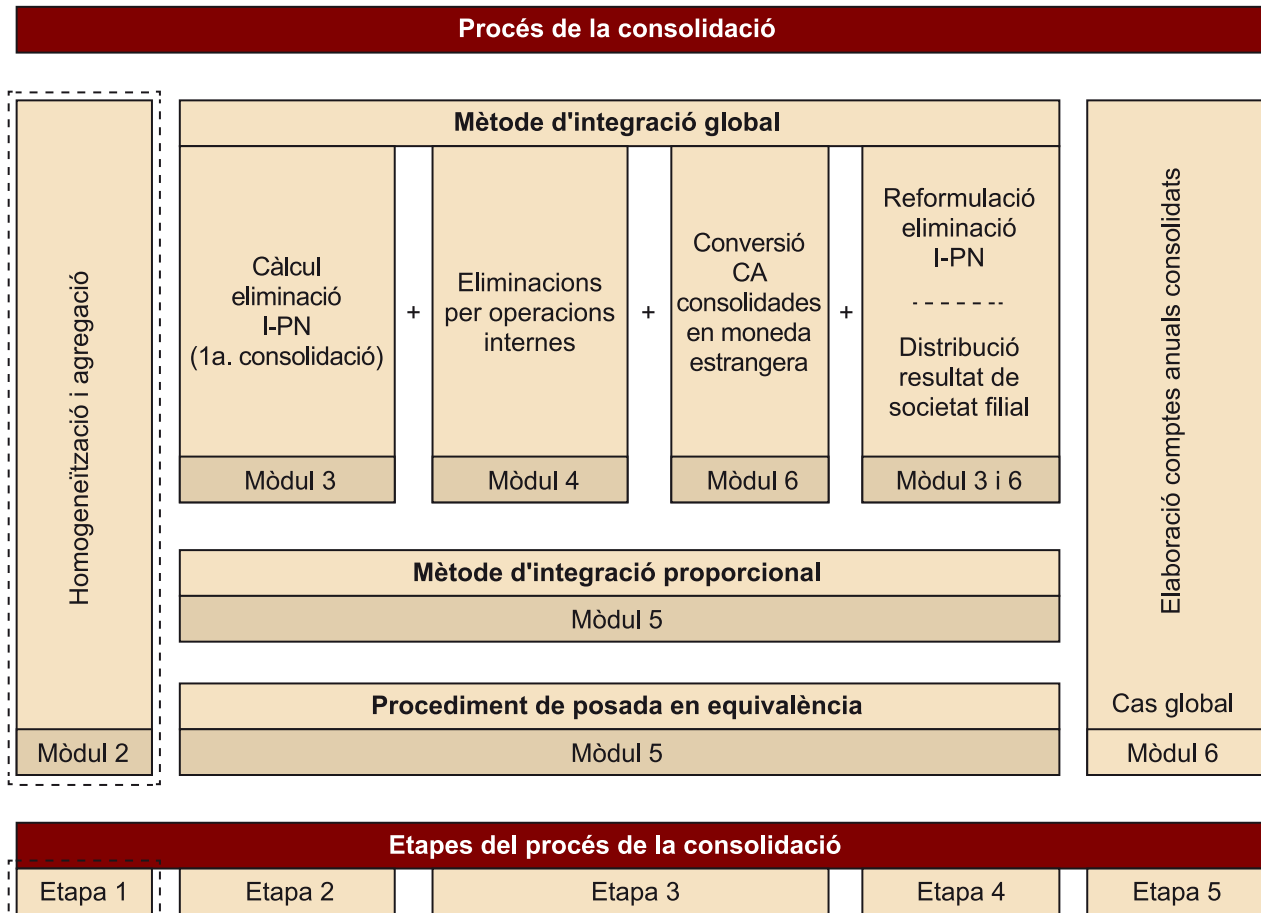 Procés de la consolidació
Homogeneïtzació i agregació
Mòdul 2
Mètode d'integració global
Càlcul
eliminació
I-PN
(1a. consolidació)
Mòdul 3
+
Eliminacions
per operacions
internes
Mòdul 4
+
Conversió
CA
consolidades
en moneda
estrangera
Mòdul 6
+
Reformulació
eliminació
I-PN
Distribució
resultat de
societat filial
Mòdul 3 i 6
Mètode d'integració proporcional
Mòdul 5
Procediment de posada en equivalència
Mòdul 5
Elaboració comptes anuals consolidats
Cas global
Mòdul 6
Etapes del procés de la consolidació
Etapa 1
Etapa 2
Etapa 3
Etapa 4
Etapa 5